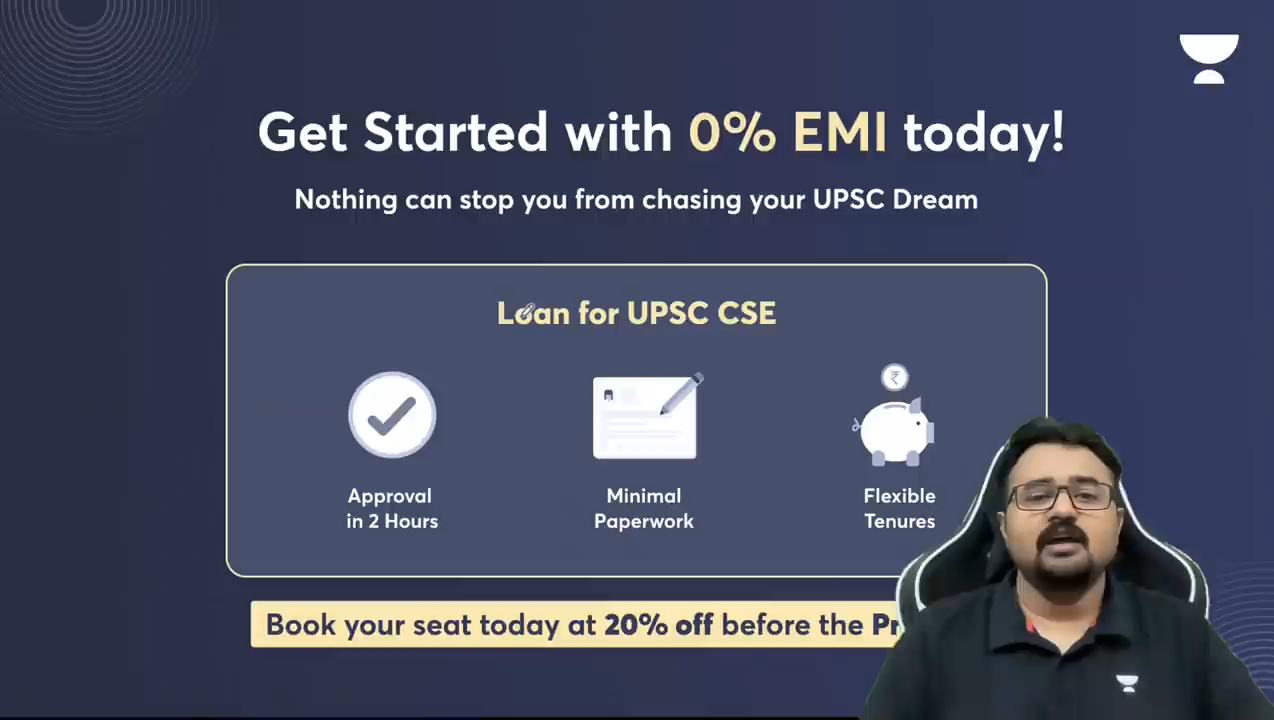 Get Started with 0% EMI today!
Nothing can stop you from chasing your UPSC Dream
Loan for UPSC CSE
Approval
in 2 Hours
Minimal
Paperwork
₹
Flexible
Tenures
Book your seat today at 20% off before the